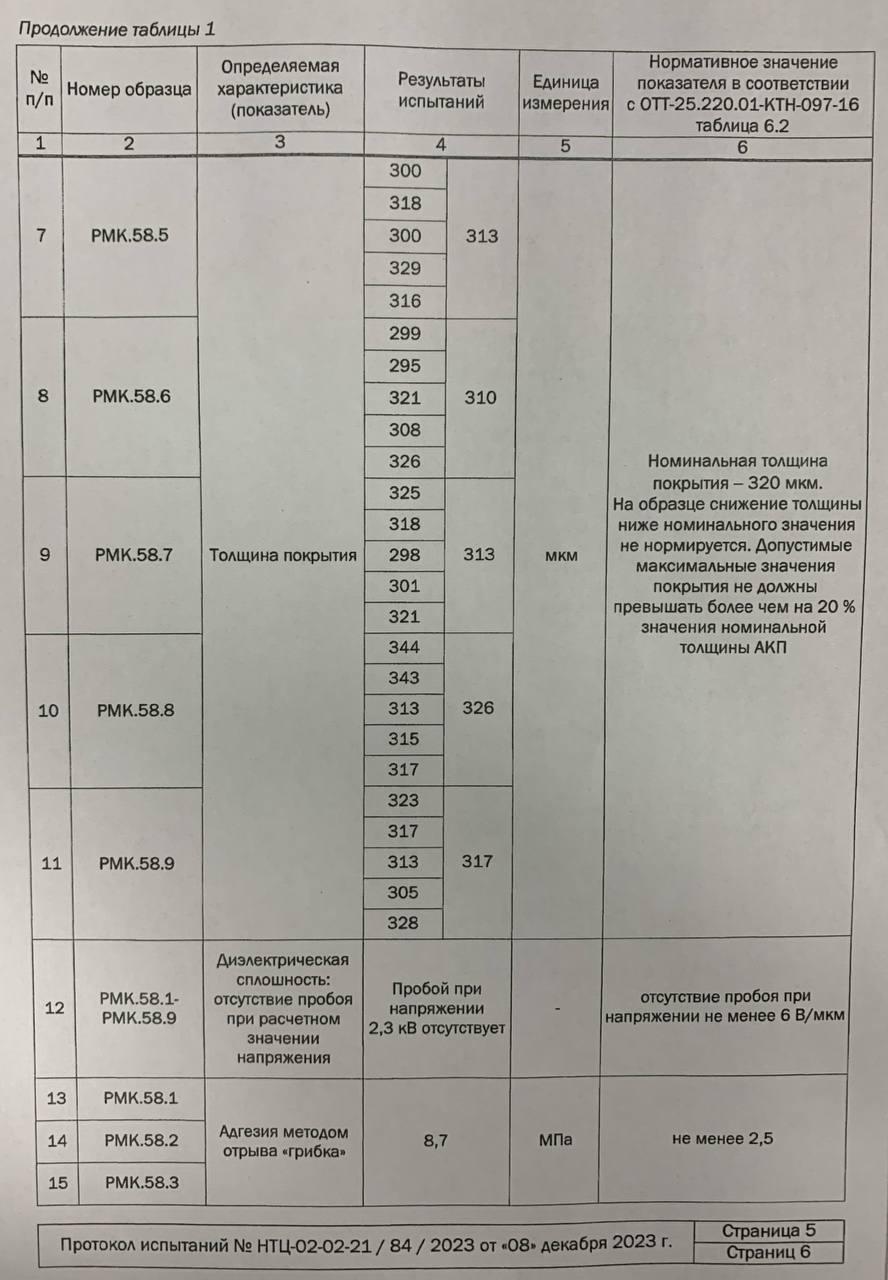 Продолжение таблицы 1
№
п/п
Номер образца
Определяемая
характеристика
(показатель)
Результаты
испытаний
Единица
измерения
Нормативное значение
показателя в соответствии
с ОТТ-25.220.01-КТН-097-16
таблица 6.2
1
2
3
4
5
6
7
РМК.58.5
Толщина покрытия
300
318
300
329
316
313
мкм
Номинальная толщина
покрытия – 320 мкм.
На образце снижение толщины
ниже номинального значения
не нормируется. Допустимые
максимальные значения
покрытия не должны
превышать более чем на 20 %
значения номинальной
толщины АКП
8
РМК.58.6
299
295
321
308
326
310
9
РМК.58.7
325
318
298
301
321
313
10
РМК.58.8
344
343
313
315
317
326
11
РМК.58.9
323
317
313
305
328
317
12
РМК.58.1-
РМК.58.9
Диэлектрическая
сплошность:
отсутствие пробоя
при расчетном
значении
напряжения
Пробой при
напряжении
2,3 кВ отсутствует
-
отсутствие пробоя при
напряжении не менее 6 В/мкм
13
РМК.58.1
14
РМК.58.2
15
РМК.58.3
Адгезия методом
отрыва «грибка»
8,7
МПа
не менее 2,5
Протокол испытаний № НТЦ-02-02-21 / 84 / 2023 от «08» декабря 2023 г.
Страница 5
Страниц 6